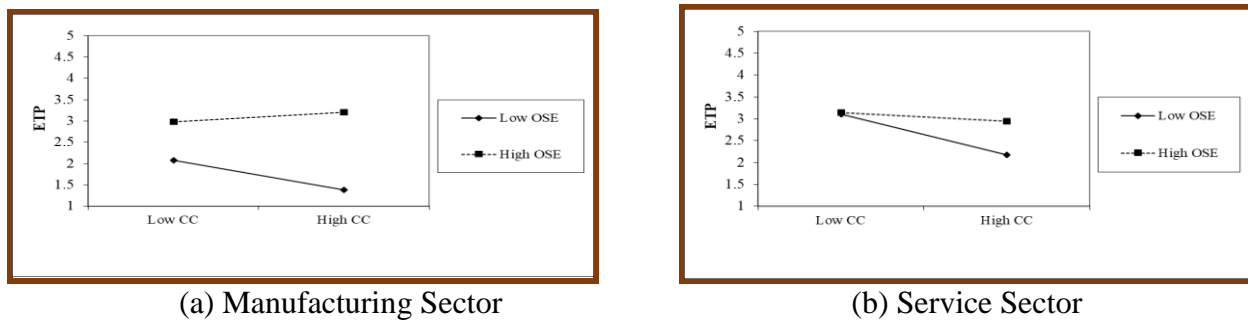 5
4.5
4
3.5
3
2.5
2
1.5
1
ETP
Low CC
High CC
Low OSE
High OSE
(a) Manufacturing Sector
5
4.5
4
3.5
3
2.5
2
1.5
1
ETP
Low CC
High CC
Low OSE
High OSE
(b) Service Sector